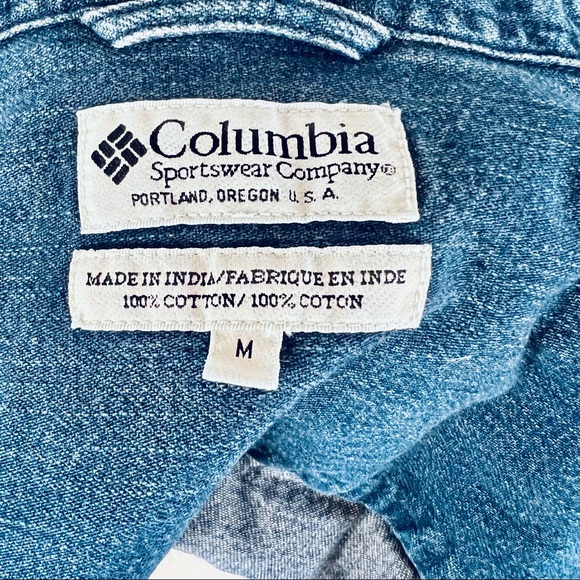 Columbia
Sportswear Company®
PORTLAND, OREGON U.S.A.
MADE IN INDIA/FABRIQUE EN INDE
100% COTTON/100% COTON
M